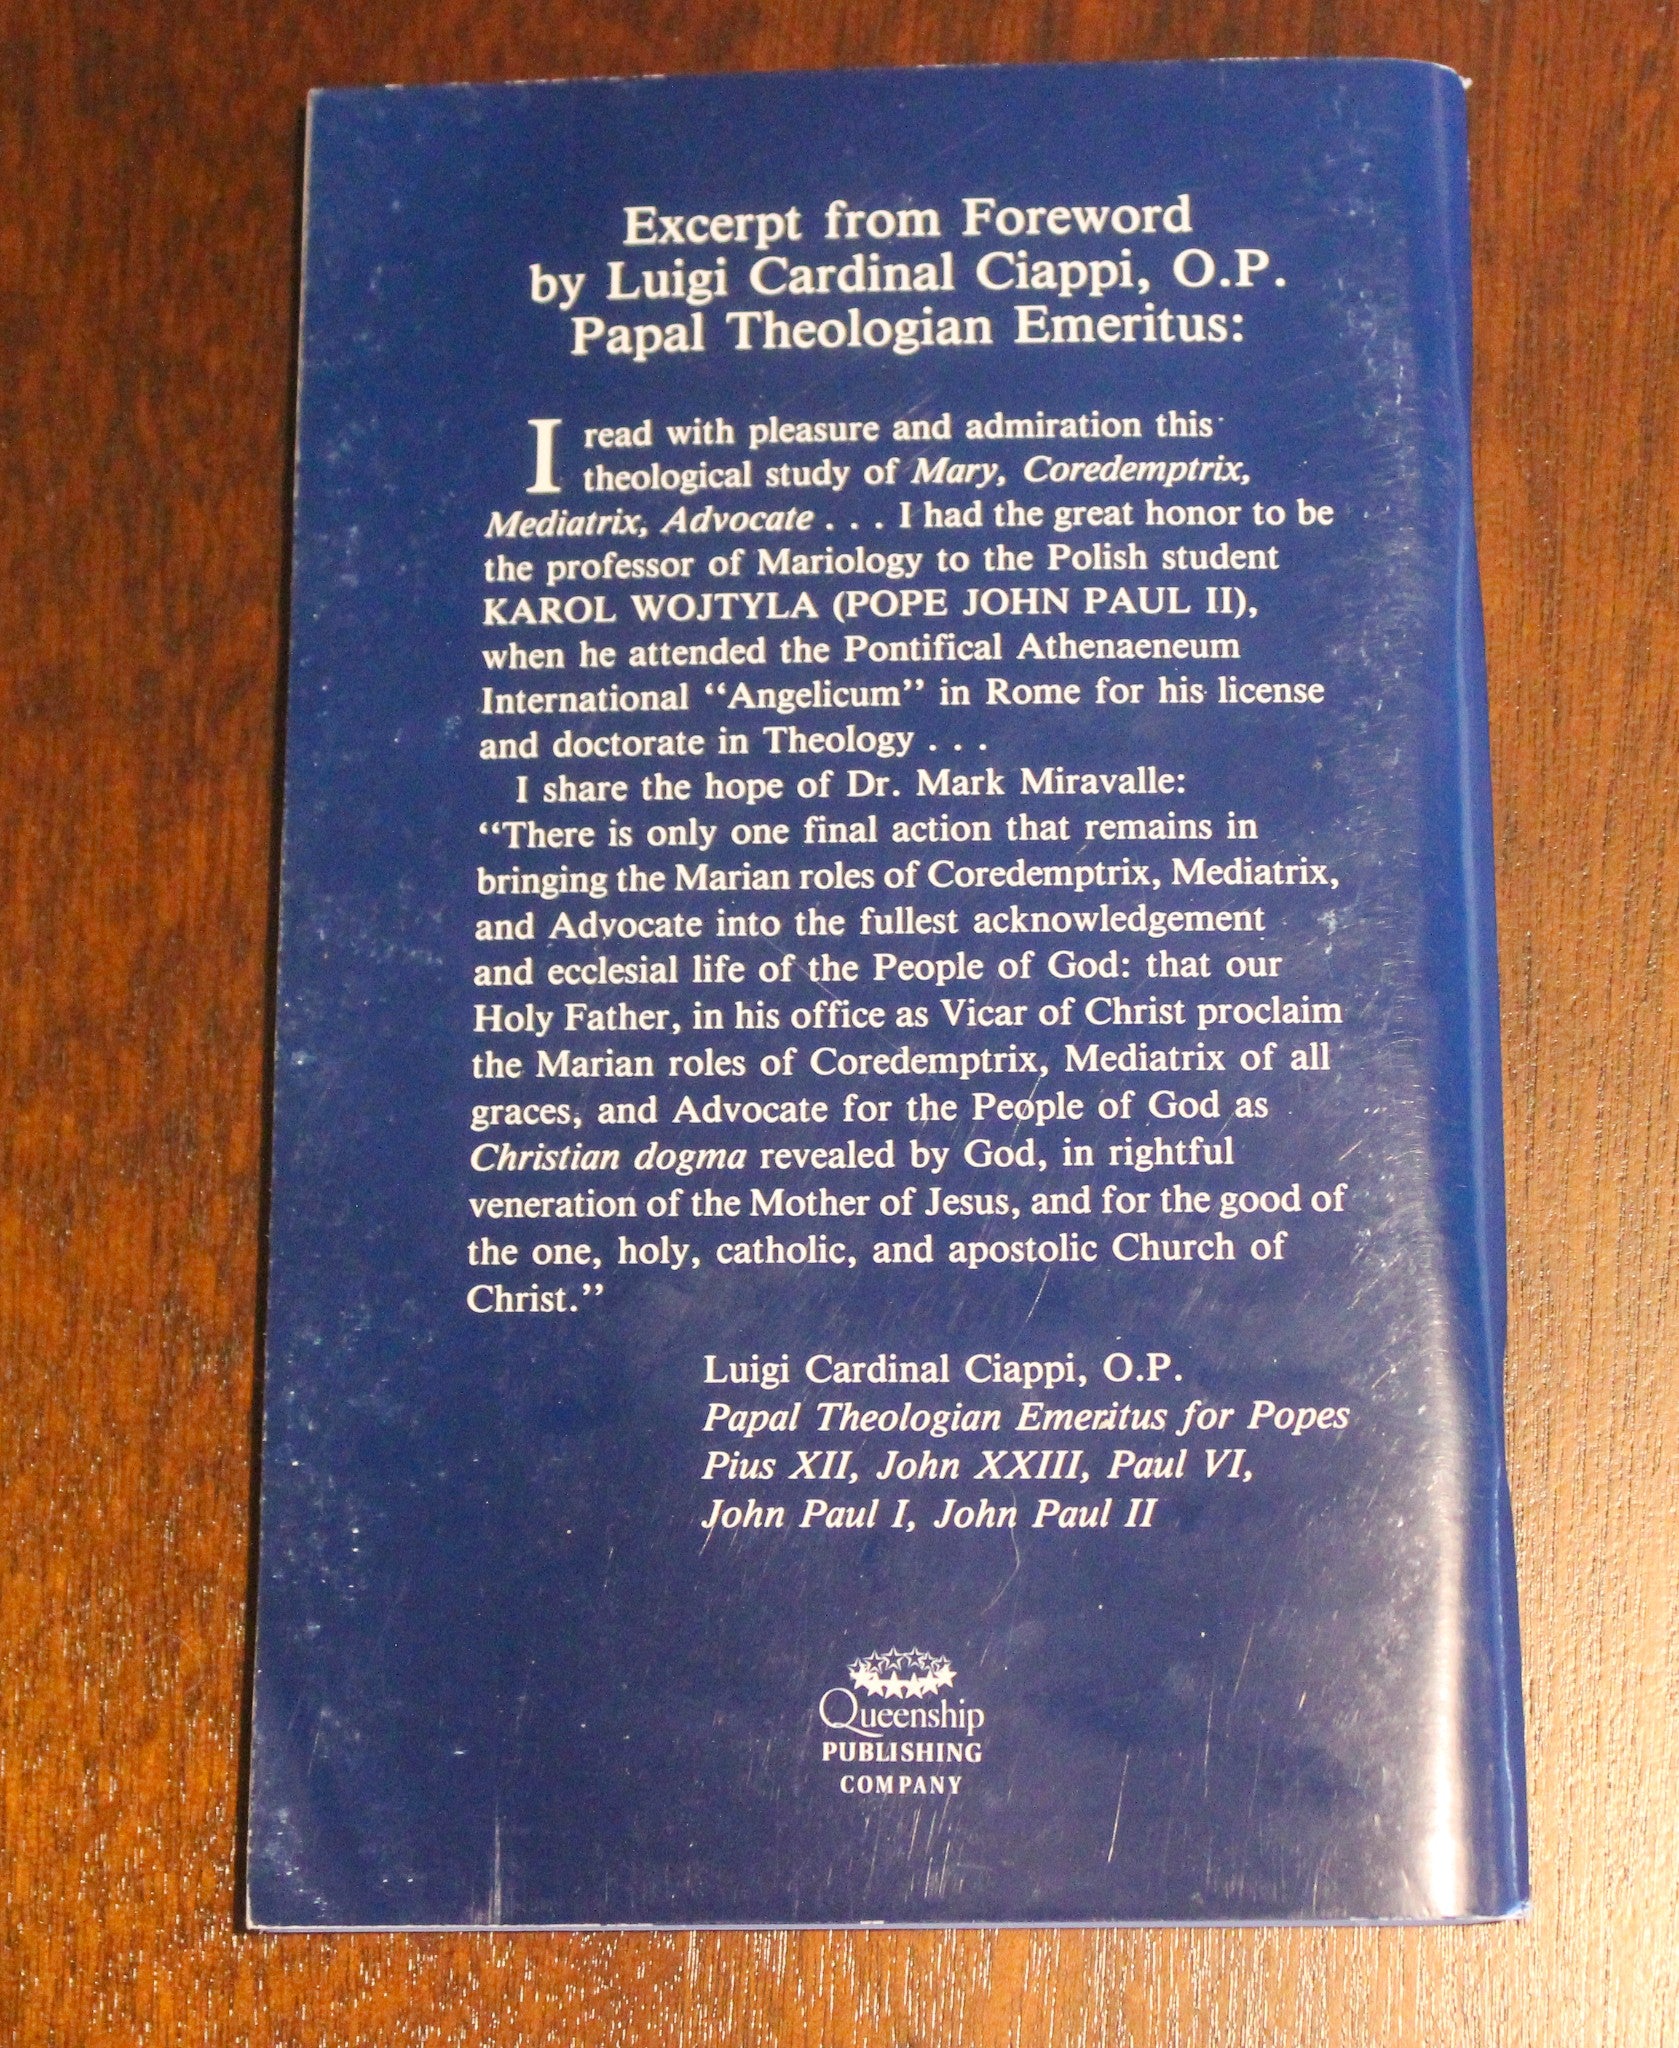 Excerpt from Foreword
by Luigi Cardinal Ciappi, O.P.
Papal Theologian Emeritus:
I read with pleasure and admiration this
theological study of Mary, Coredemptrix,
Mediatrix, Advocate . . . I had the great honor to be
the professor of Mariology to the Polish student
KAROL WOJTYLA (POPE JOHN PAUL II),
when he attended the Pontifical Athenaeneum
International “Angelicum” in Rome for his license
and doctorate in Theology . . .
I share the hope of Dr. Mark Miravalle:
“There is only one final action that remains in
bringing the Marian roles of Coredemptrix, Mediatrix,
and Advocate into the fullest acknowledgement
and ecclesial life of the People of God: that our
Holy Father, in his office as Vicar of Christ proclaim
the Marian roles of Coredemptrix, Mediatrix of all
graces, and Advocate for the People of God as
Christian dogma revealed by God, in rightful
veneration of the Mother of Jesus, and for the good of
the one, holy, catholic, and apostolic Church of
Christ.”
Luigi Cardinal Ciappi, O.P.
Papal Theologian Emeritus for Popes
Pius XII, John XXIII, Paul VI,
John Paul I, John Paul II
Queenship
PUBLISHING
COMPANY